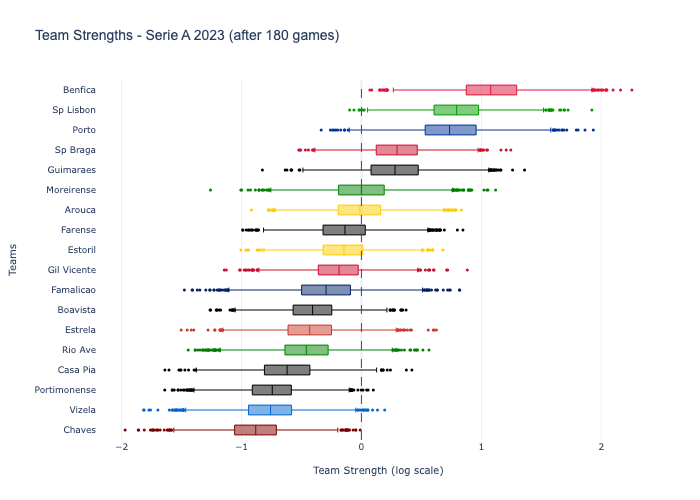 Team Strengths - Serie A 2023 (after 180 games)
Benfica
Sp Lisbon
Porto
Sp Braga
Guimaraes
Moreirense
Arouca
Farense
Estoril
Gil Vicente
Famalicao
Boavista
Estrela
Rio Ave
Casa Pia
Portimonense
Vizela
Chaves
Teams
−2
−1
0
1
2
Team Strength (log scale)